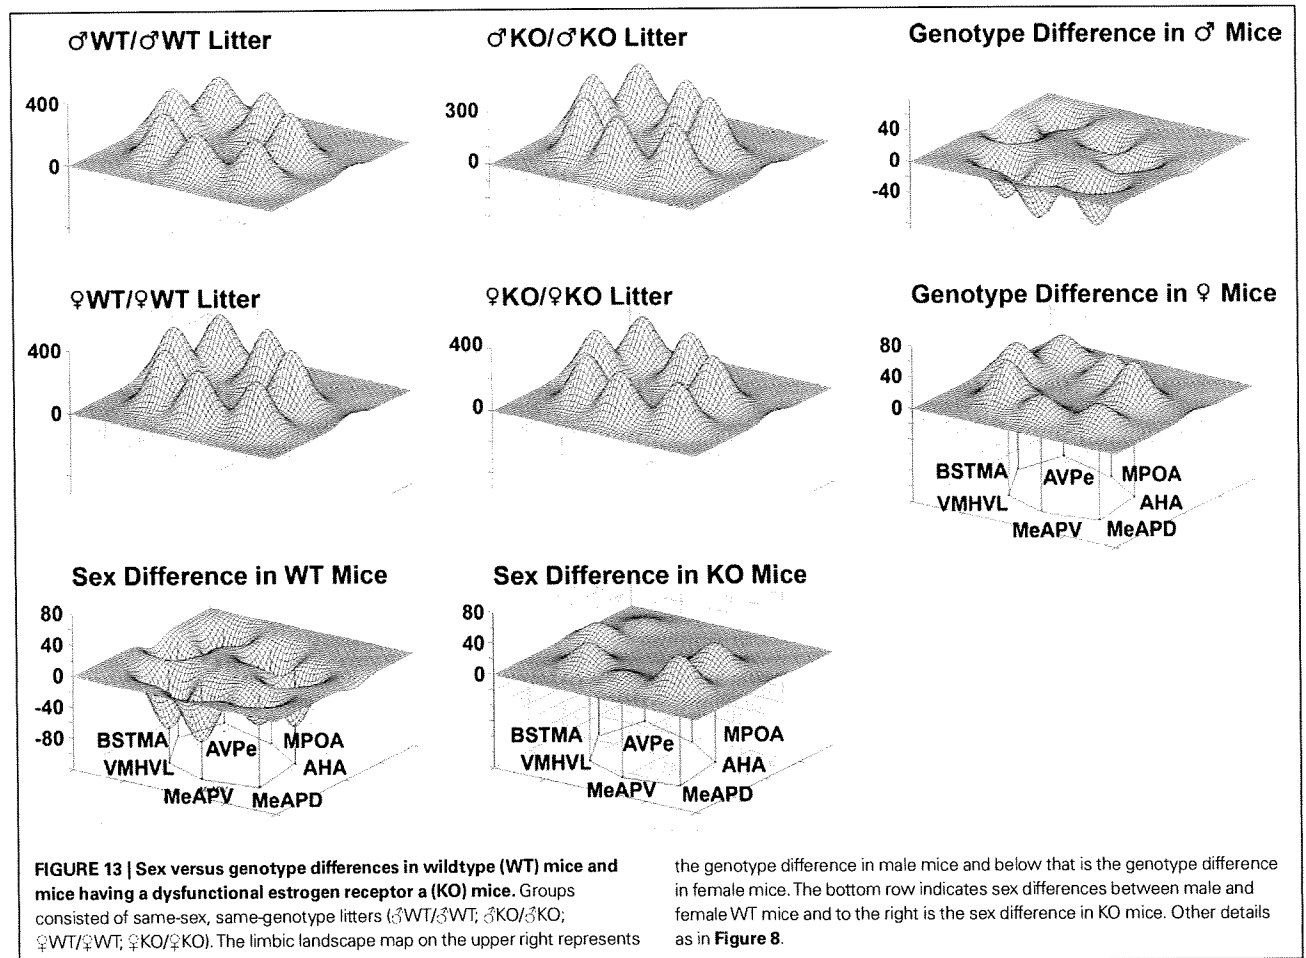 ♂WT/♂WT Litter
♂KO/♂KO Litter
Genotype Difference in ♂ Mice
400
0
300
0
40
0
-40
♀WT/♀WT Litter
♀KO/♀KO Litter
Genotype Difference in ♀ Mice
400
0
400
0
80
40
0
BSTMA
AVPe
MPOA
VMHVL
AHA
MeAPV
MeAPD
Sex Difference in WT Mice
Sex Difference in KO Mice
80
40
0
-40
-80
BSTMA
AVPe
MPOA
VMHVL
AHA
MeAPV
MeAPD
80
40
0
BSTMA
AVPe
MPOA
VMHVL
AHA
MeAPV
MeAPD
FIGURE 13 | Sex versus genotype differences in wildtype (WT) mice and
mice having a dysfunctional estrogen receptor a (KO) mice. Groups
consisted of same-sex, same-genotype litters (♂WT/♂WT; ♂KO/♂KO;
♀WT/♀WT; ♀KO/♀KO). The limbic landscape map on the upper right represents
the genotype difference in male mice and below that is the genotype difference
in female mice. The bottom row indicates sex differences between male and
female WT mice and to the right is the sex difference in KO mice. Other details
as in Figure 8.